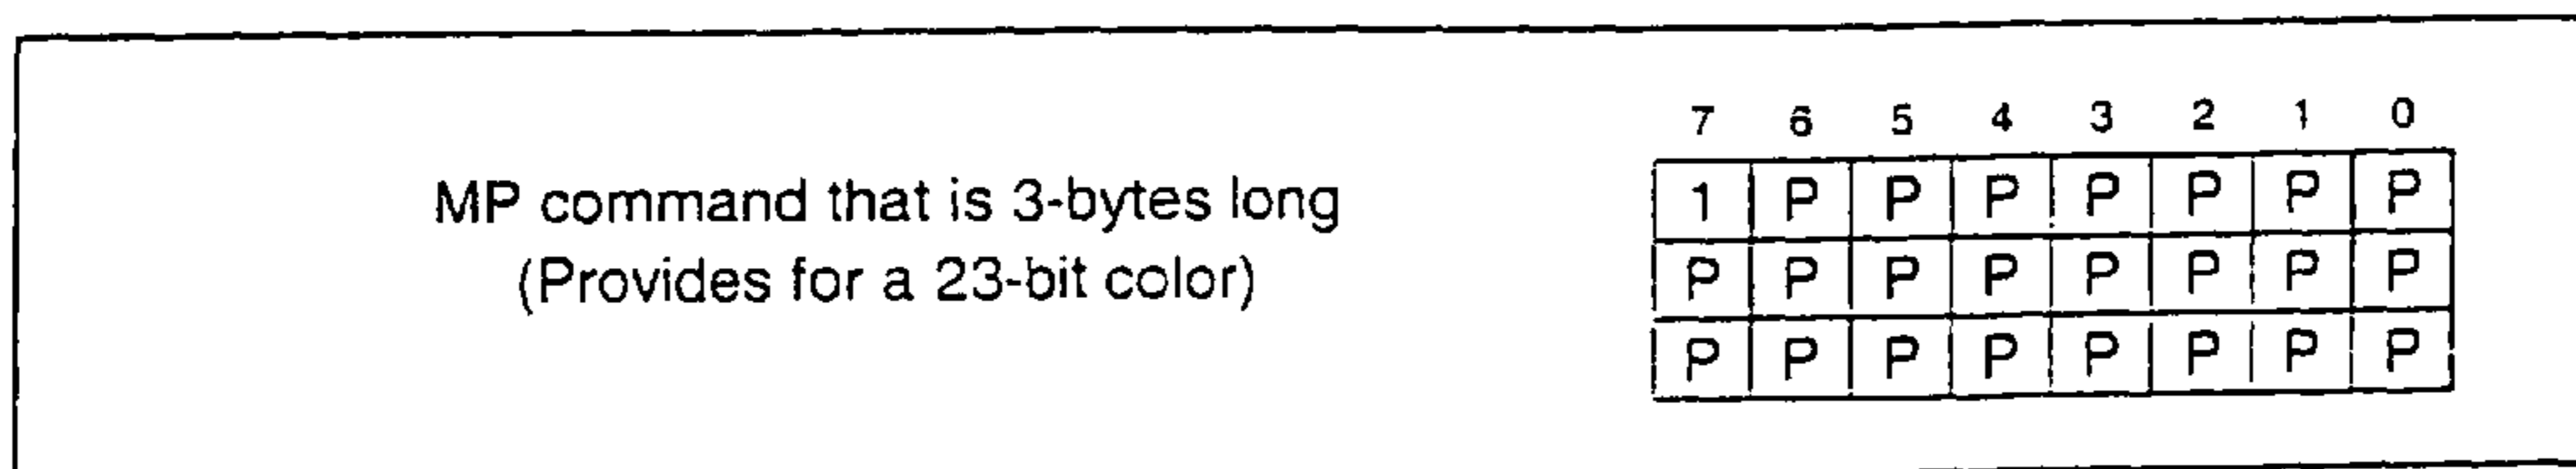 7 6 5 4 3 2 1 0
MP command that is 3-bytes long
1 P P P P P P P
(Provides for a 23-bit color)
P P P P P P P P
P P P P P P P P